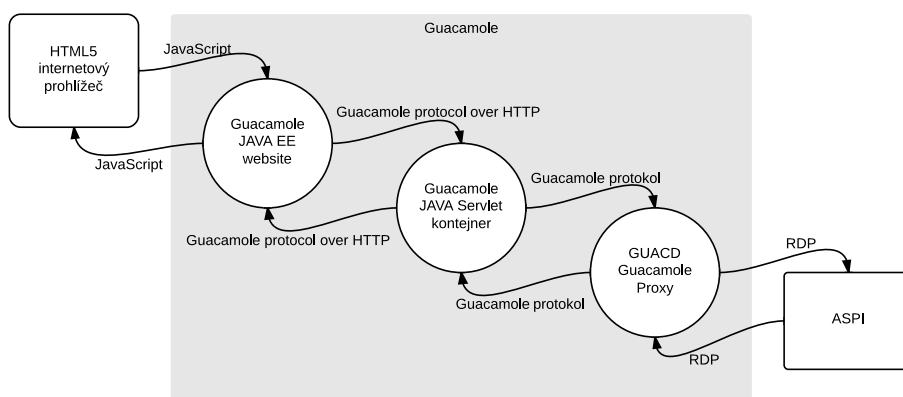 Guacamole
HTML5
internetový
prohlížeč
JavaScript
JavaScript
Guacamole
JAVA EE
website
Guacamole protocol over HTTP
Guacamole protocol over HTTP
Guacamole
JAVA Servlet
kontejner
Guacamole protokol
Guacamole protokol
GUACD
Guacamole
Proxy
RDP
RDP
ASPI